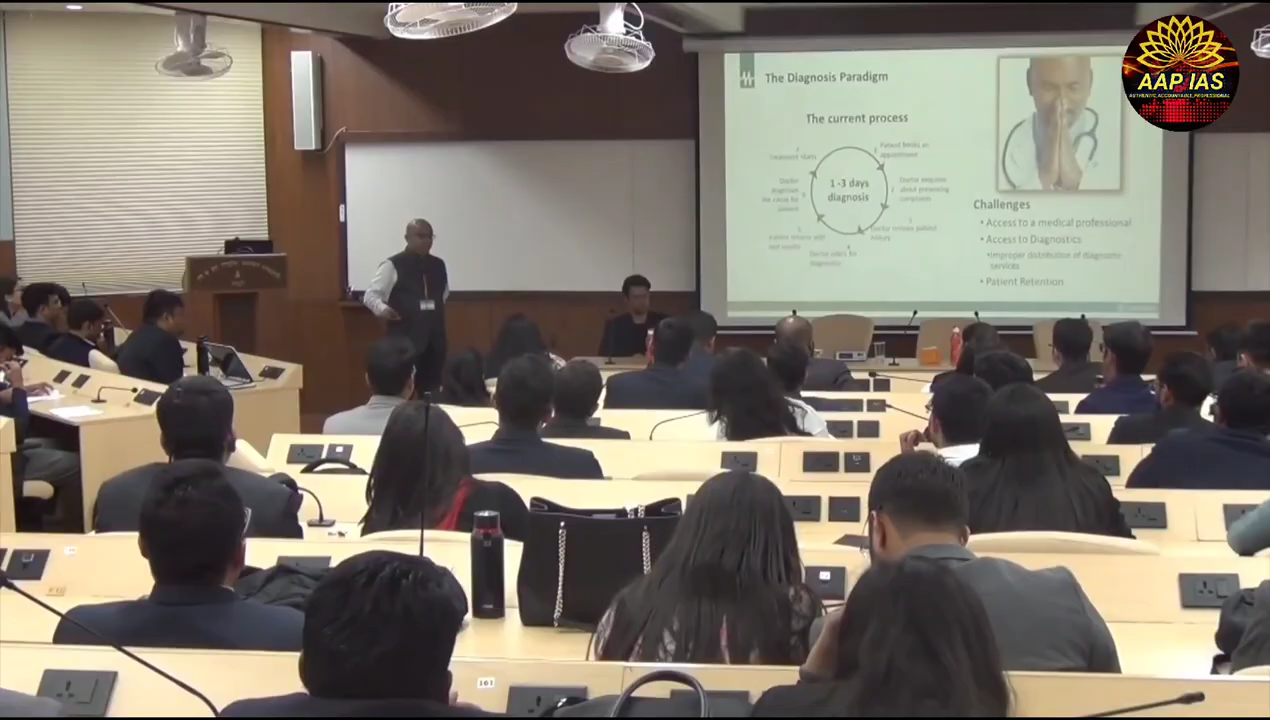 AAP IAS
AUTHENTIC, ACCOUNTABLE, PROFESSIONAL
The Diagnosis Paradigm
The current process
1 -3 days
diagnosis
Patient books an
appointment
Doctor enquires
about presenting
complaints
Doctor reviews patient
history
Doctor orders for
diagnostics
Patient returns with
test results
Doctor
diagnoses
the cause for
Treatment starts
Challenges
• Access to a medical professional
• Access to Diagnostics
•Improper distribution of diagnostic
services
• Patient Retention
163